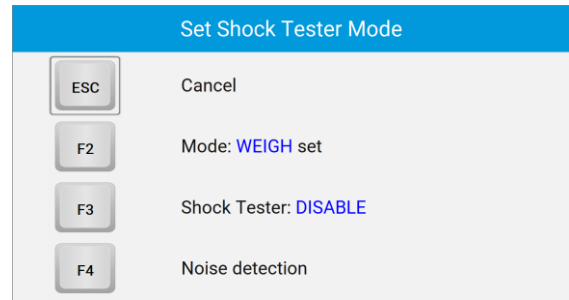 Set Shock Tester Mode
ESC Cancel
F2 Mode: WEIGH set
F3 Shock Tester: DISABLE
F4 Noise detection